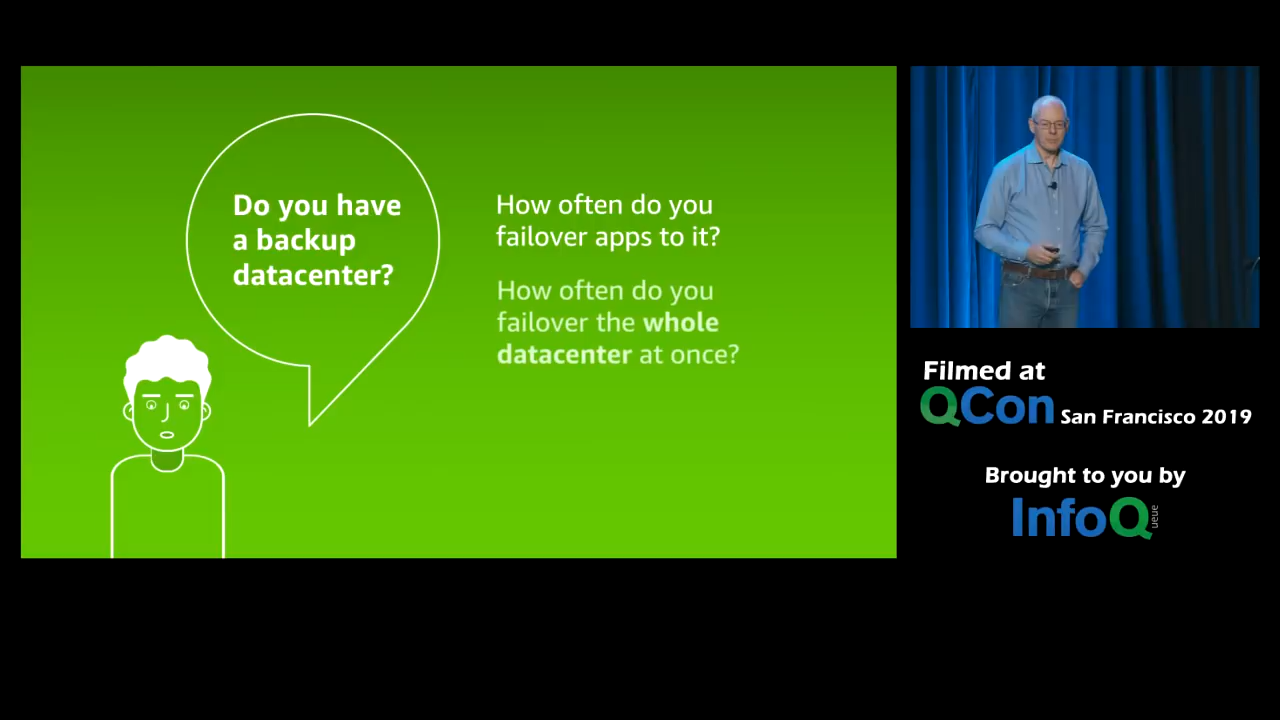 Do you have
a backup
datacenter?
How often do you
failover apps to it?
How often do you
failover the whole
datacenter at once?
Filmed at
QCon San Francisco 2019
Brought to you by
InfoQ
ueue